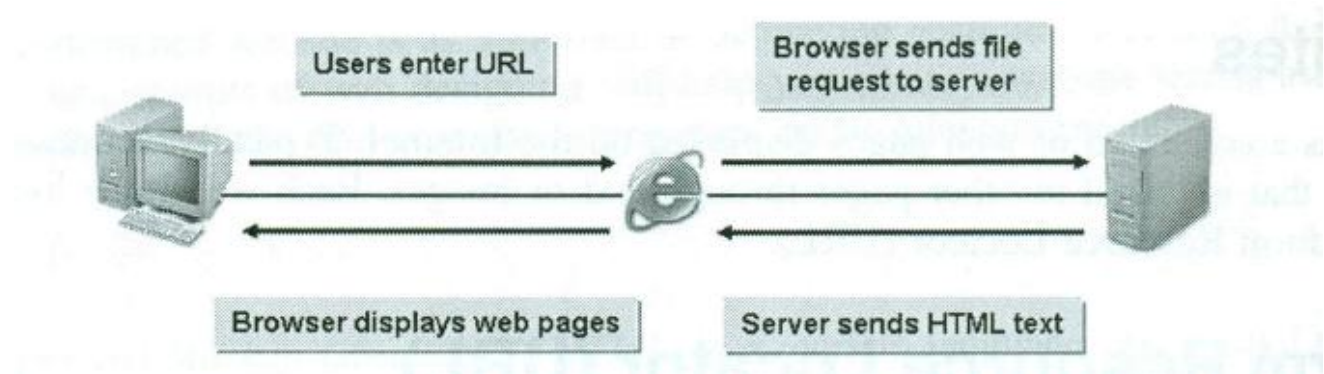 Users enter URL
Browser sends file
request to server
Browser displays web pages
Server sends HTML text